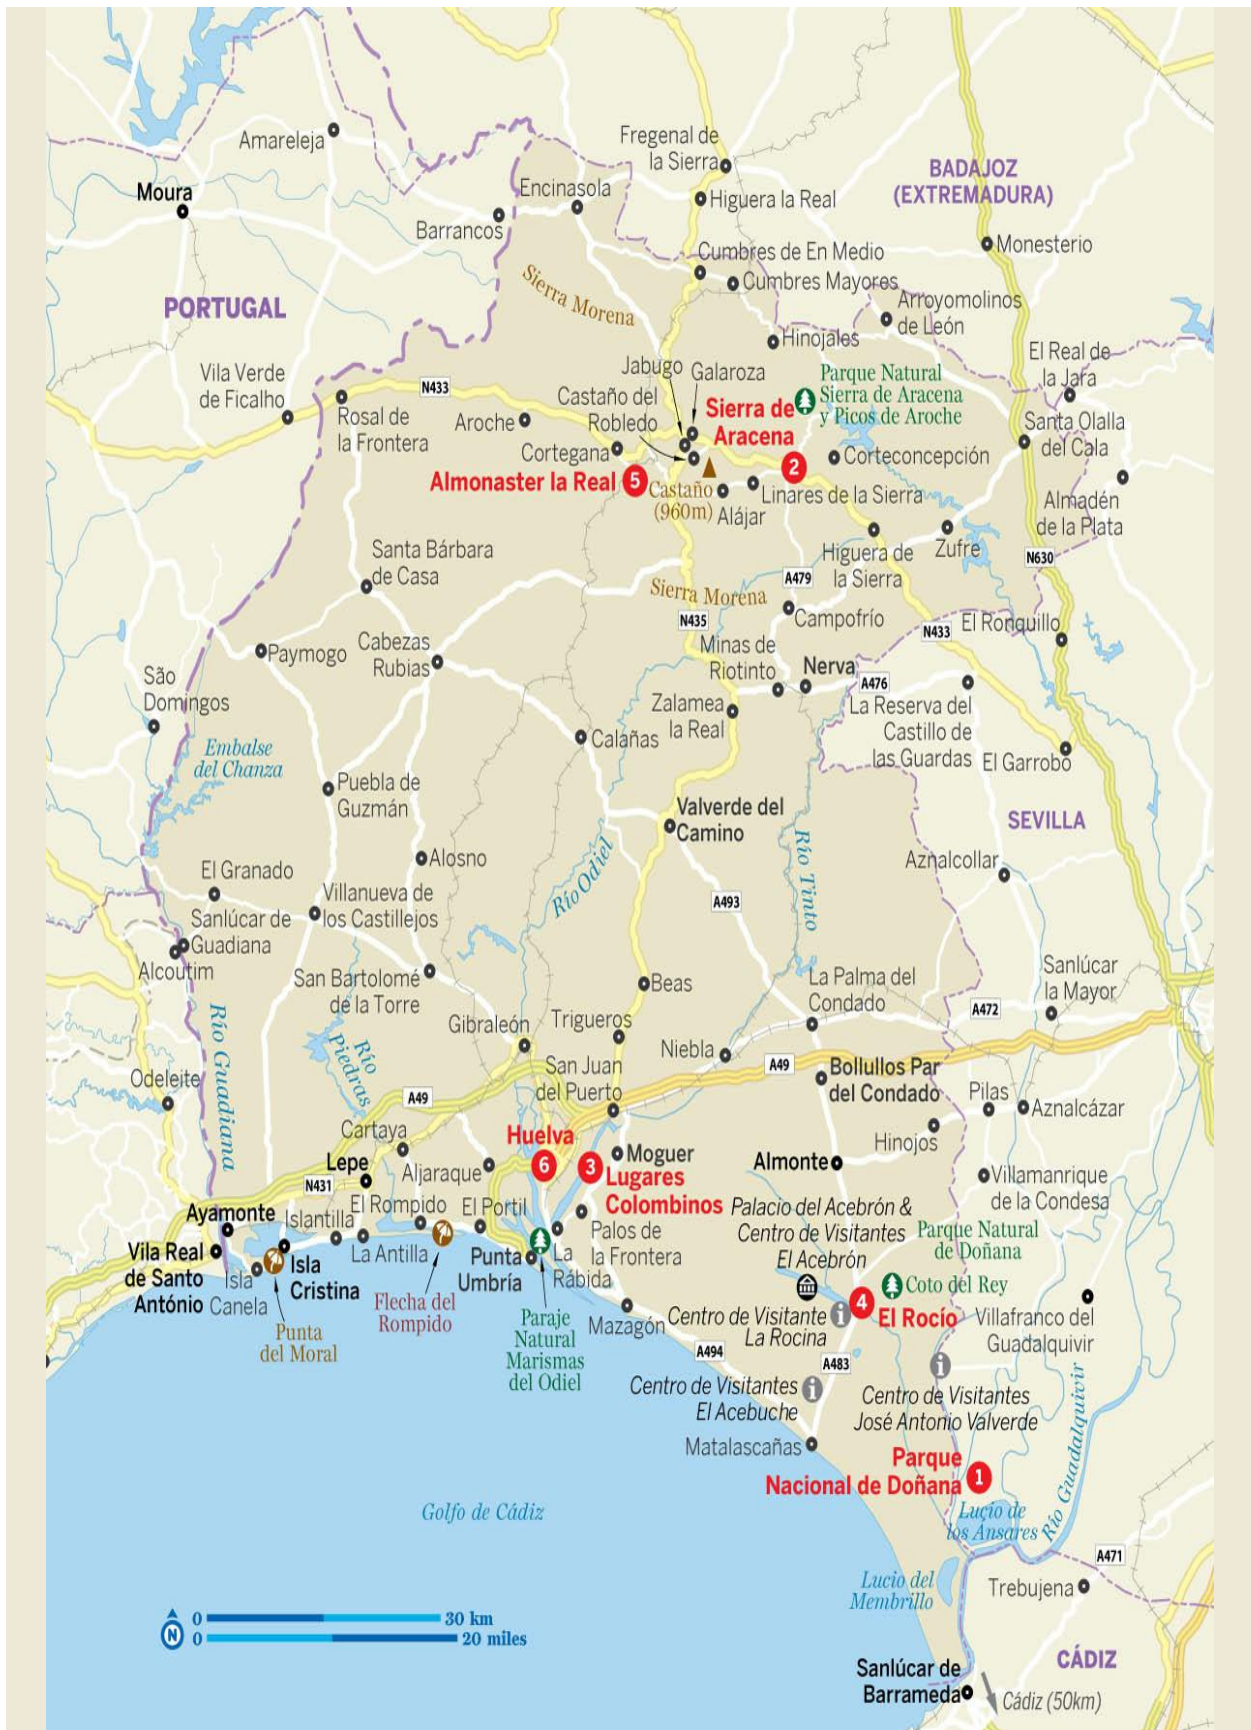 Amareleja
Fregenal de
la Sierra
BADAJOZ
(EXTREMADURA)
Moura
Encinasola
Higuera la Real
Barrancos
Monesterio
Cumbres de En Medio
Cumbres Mayores
Sierra Morena
PORTUGAL
Arroyomolinos
de León
Hinojales
El Real de
la Jara
Jabugo
Galaroza
Vila Verde
de Ficalho
N433
Parque Natural
Sierra de Aracena
y Picos de Aroche
Castaño del
Robledo
Sierra de
Aracena
Rosal de
la Frontera
Aroche
Santa Olalla
del Cala
Cortegana
2
Corteconcepción
Almonaster la Real
5
Castaño
(960m)
Linares de la Sierra
Alájar
Almadén
de la Plata
Santa Bárbara
de Casa
Higuera de
la Sierra
Zufre
N630
A479
Sierra Morena
N435
Campofrío
N433
El Ronquillo
Paymogo
Cabezas
Rubias
Minas de
Riotinto
Nerva
A476
São
Domingos
Zalamea
la Real
La Reserva del
Castillo de
las Guardas
El Garrobo
Calañas
Embalse
del Chanza
Puebla de
Guzmán
Valverde del
Camino
SEVILLA
Río Odiel
Río Tinto
Alosno
Aznalcollar
El Granado
Villanueva de
los Castillejos
A493
Sanlúcar de
Guadiana
Alcoutim
San Bartolomé
de la Torre
Beas
La Palma del
Condado
Sanlúcar
la Mayor
Río Guadiana
Río
Piedras
Gibraleón
Trigueros
A472
Niebla
San Juan
del Puerto
A49
Bollullos Par
del Condado
Odeleite
A49
Pilas
Aznalcázar
Cartaya
Huelva
6
3
Moguer
Hinojos
Lepe
Aljaraque
Lugares
Colombinos
Almonte
N431
Villamanrique
de la Condesa
Ayamonte
Islantilla
El Rompido
El Portil
Palacio del Acebrón &
Centro de Visitantes
El Acebrón
Parque Natural
de Doñana
Palos de
la Frontera
Vila Real
de Santo
António
La Antilla
Punta
Umbría
La
Rábida
Isla
Canela
Isla
Cristina
Coto del Rey
Flecha del
Rompido
4
El Rocío
Centro de Visitante
La Rocina
Villafranco del
Guadalquivir
Paraje
Natural
Marismas
del Odiel
Mazagón
Punta
del Moral
A494
A483
Centro de Visitantes
El Acebuche
Centro de Visitantes
José Antonio Valverde
Matalascañas
Río Guadalquivir
Parque
Nacional de Doñana
1
Golfo de Cádiz
Lucio de
los Ansares
A471
Lucio del
Membrillo
Trebujena
0
30 km
N
0
20 miles
Sanlúcar de
Barrameda
CÁDIZ
Cádiz (50km)